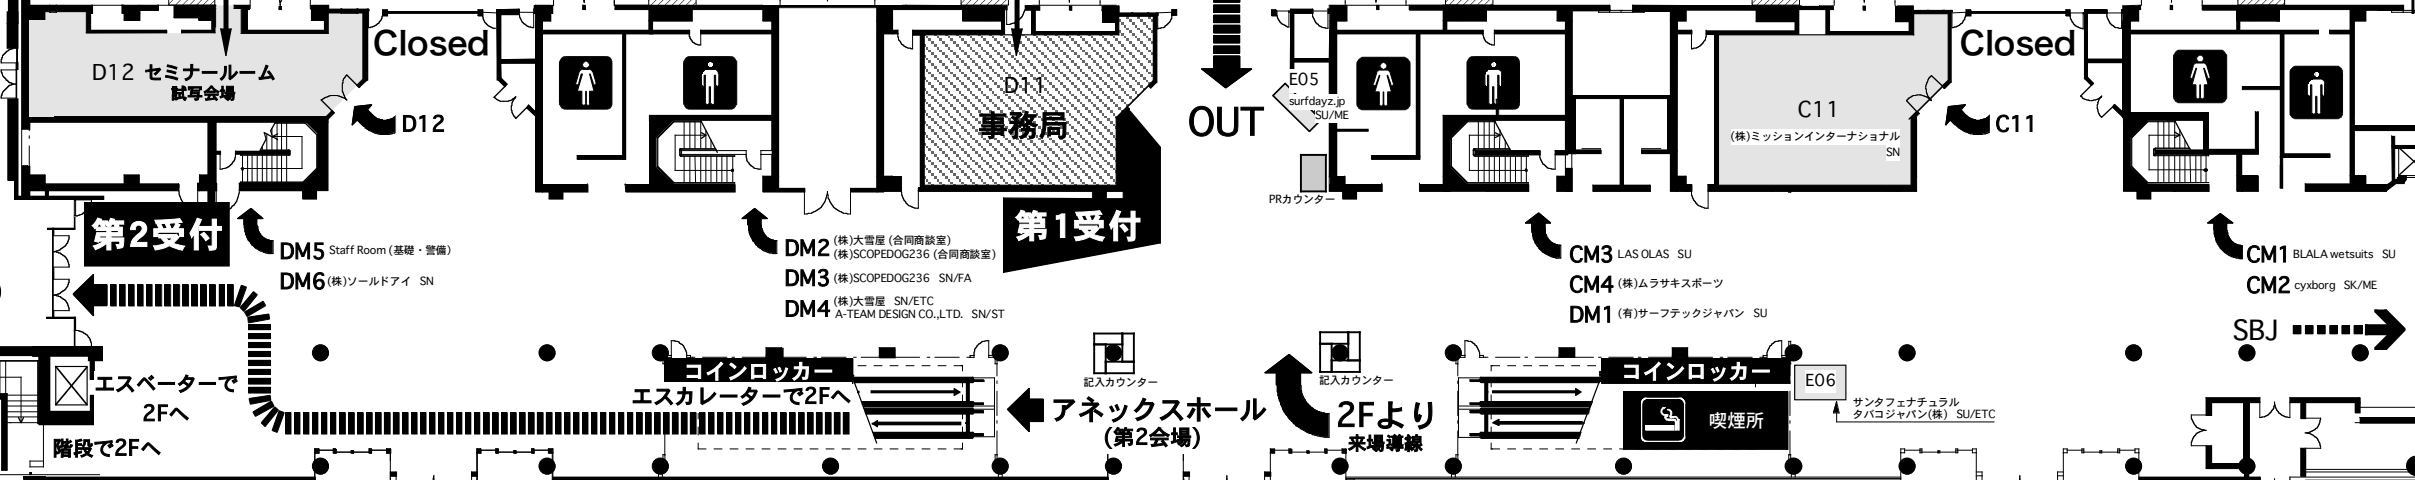 Closed
D12 セミナールーム
試写会場
D12
第2受付
DM5 Staff Room (基礎・警備)
DM6 (株)ソールドアイ SN
エスベーターで
2Fへ
階段で2Fへ
D11
事務局
第1受付
DM2 (株)大雪屋 (合同商談室)
(株)SCOPEDOG236 (合同商談室)
DM3 (株)SCOPEDOG236 SN/FA
DM4 (株)大雪屋 SN/ETC
A-TEAM DESIGN CO.,LTD. SN/ST
コインロッカー
エスカレーターで2Fへ
記入カウンター
アネックスホール
(第2会場)
OUT
E05
surfdayz.jp
SU/ME
PRカウンター
記入カウンター
2Fより
来場導線
C11
(株)ミッションインターナショナル
SN
Closed
C11
CM3 LAS OLAS SU
CM4 (株)ムラサキスポーツ
DM1 (有)サーフテックジャパン SU
コインロッカー
喫煙所
E06
サンタフェナチュラル
タバコジャパン(株) SU/ETC
CM1 BLALA wetsuits SU
CM2 cyxborg SK/ME
SBJ